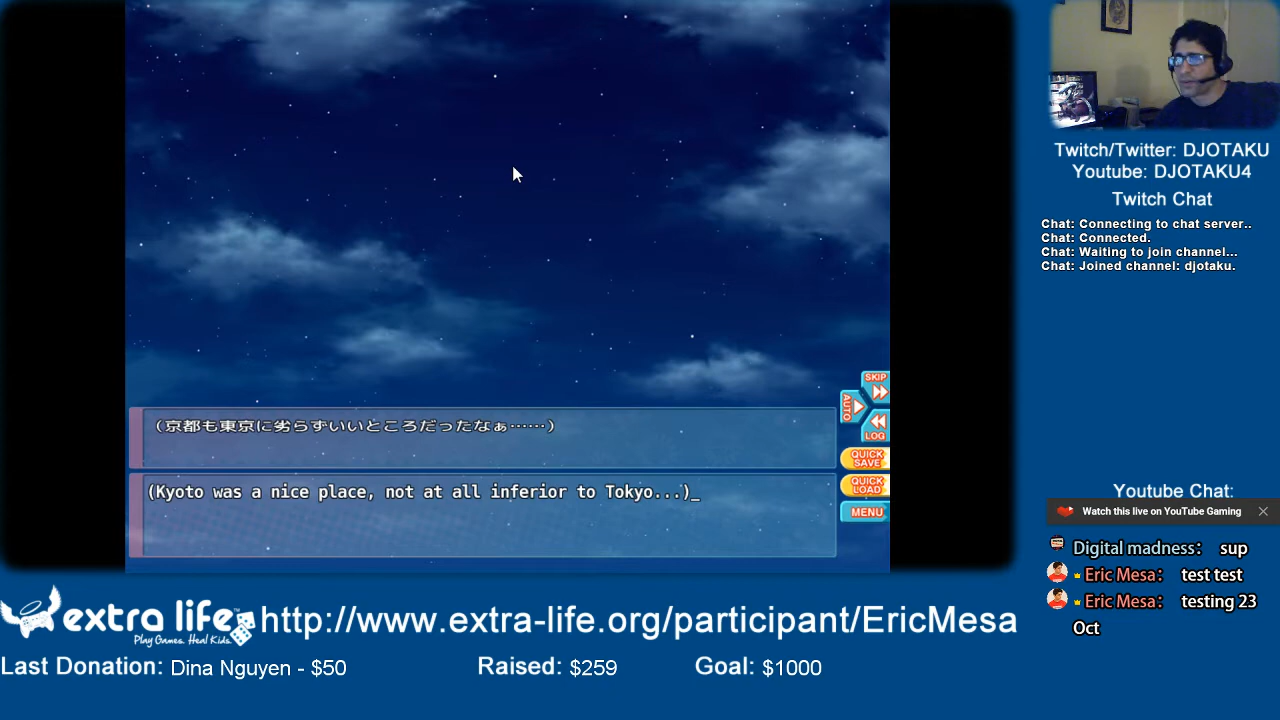 （京都も東京に劣らずいいところだったなぁ……）
(Kyoto was a nice place, not at all inferior to Tokyo...)_
SKIP
AUTO
LOG
QUICK
SAVE
QUICK
LOAD
MENU
Twitch/Twitter: DJOTAKU
Youtube: DJOTAKU4
Twitch Chat
Chat: Connecting to chat server..
Chat: Connected.
Chat: Waiting to join channel...
Chat: Joined channel: djotaku.
Youtube Chat:
Watch this live on YouTube Gaming
Digital madness: sup
Eric Mesa: test test
Eric Mesa: testing 23
Oct
extra life
Play Games. Heal Kids.
http://www.extra-life.org/participant/EricMesa
Last Donation: Dina Nguyen - $50
Raised: $259
Goal: $1000